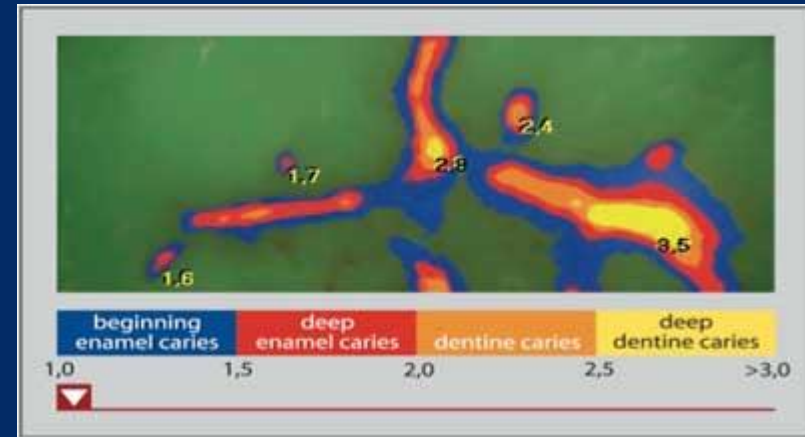 2,4
2,8
1,7
3,5
1,6
beginning
enamel caries
deep
enamel caries
dentine caries
deep
dentine caries
1,0
1,5
2,0
2,5
>3,0